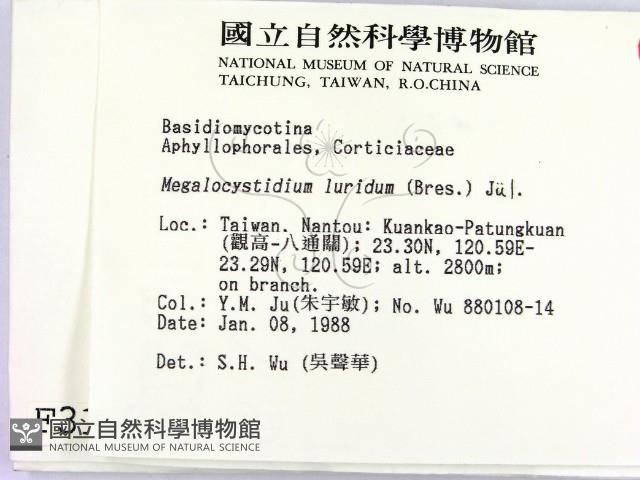 國立自然科學博物館
NATIONAL MUSEUM OF NATURAL SCIENCE
TAICHUNG, TAIWAN, R.O.CHINA
Basidiomycotina
Aphyllophorales, Corticiaceae
Megalocystidium luridum (Bres.) Jül.
Loc.: Taiwan. Nantou: Kuankao-Patungkuan
(觀高-八通關); 23.30N, 120.59E-
23.29N, 120.59E; alt. 2800m;
on branch.
Col.: Y.M. Ju(朱宇敏); No. Wu 880108-14
Date: Jan. 08, 1988
Det.: S.H. Wu (吳聲華)
國立自然科學博物館
NATIONAL MUSEUM OF NATURAL SCIENCE